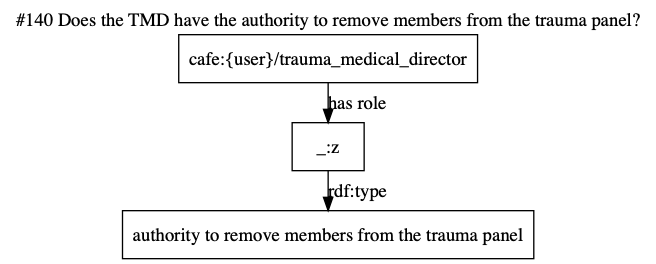 #140 Does the TMD have the authority to remove members from the trauma panel?
cafe:{user}/trauma_medical_director
has role
_:z
rdf:type
authority to remove members from the trauma panel